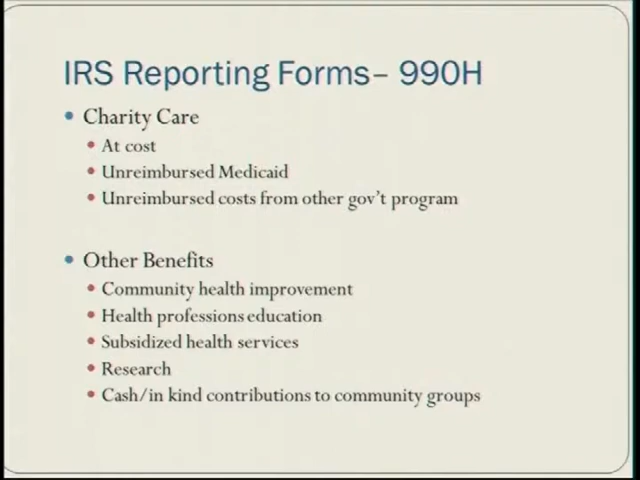 IRS Reporting Forms– 990H
• Charity Care
• At cost
• Unreimbursed Medicaid
• Unreimbursed costs from other gov't program
• Other Benefits
• Community health improvement
• Health professions education
• Subsidized health services
• Research
• Cash/in kind contributions to community groups